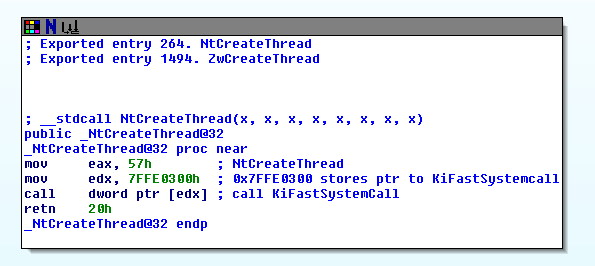 ; Exported entry 264. NtCreateThread
; Exported entry 1494. ZwCreateThread
; __stdcall NtCreateThread(x, x, x, x, x, x, x, x)
public _NtCreateThread@32
_NtCreateThread@32 proc near
mov eax, 57h ; NtCreateThread
mov edx, 7FFE0300h ; 0x7FFE0300 stores ptr to KiFastSystemcall
call dword ptr [edx] ; call KiFastSystemCall
retn 20h
_NtCreateThread@32 endp